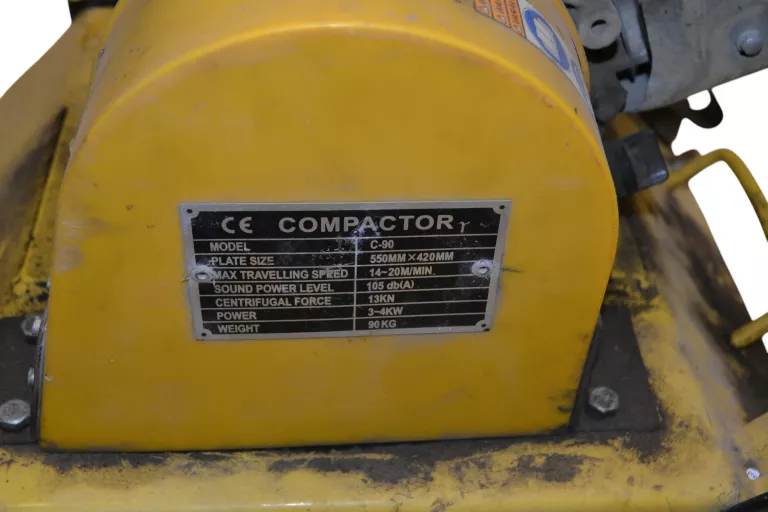 CE COMPACTOR
MODEL C-90
PLATE SIZE 550MM×420MM
MAX TRAVELLING SPEED 14~20M/MIN.
SOUND POWER LEVEL 105 db(A)
CENTRIFUGAL FORCE 13KN
POWER 3~4KW
WEIGHT 90KG